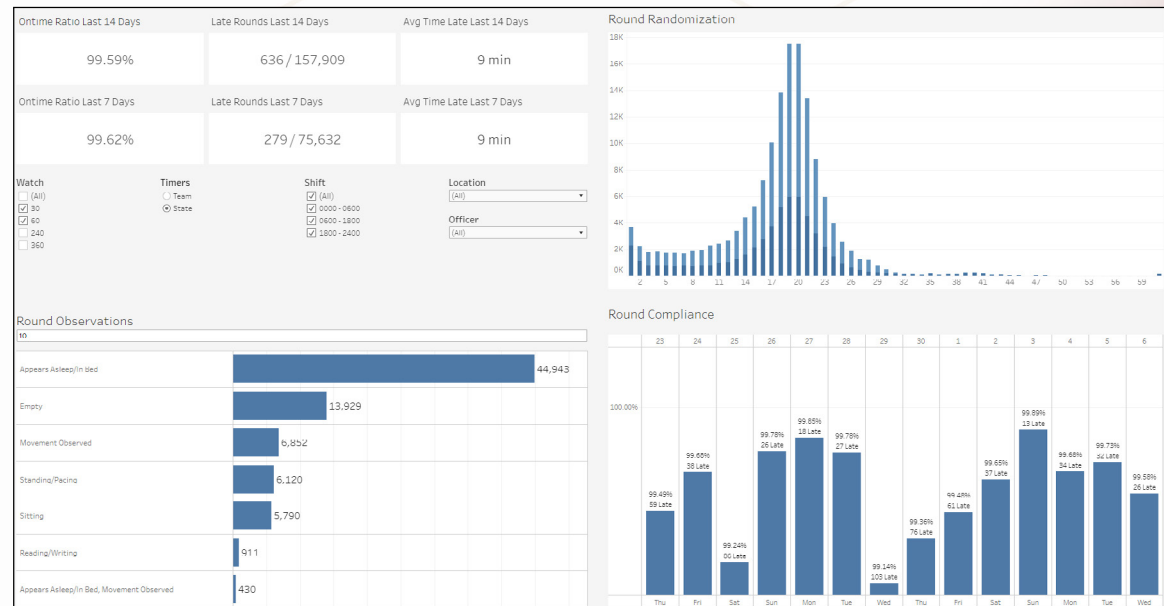 Ontime Ratio Last 14 Days
Late Rounds Last 14 Days
Avg Time Late Last 14 Days
99.59%
636 / 157,909
9 min
Ontime Ratio Last 7 Days
Late Rounds Last 7 Days
Avg Time Late Last 7 Days
99.62%
279 / 75,632
9 min
Watch
(All)
30
60
240
360
Timers
Team
State
Shift
(All)
0000 - 0600
0600 - 1800
1800 - 2400
Location
(All)
Officer
(All)
Round Randomization
18K
16K
14K
12K
10K
8K
6K
4K
2K
0K
2 5 8 11 14 17 20 23 26 29 32 35 38 41 44 47 50 53 56 59
Round Observations
10
Appears Asleep/In Bed 44,943
Empty 13,929
Movement Observed 6,852
Standing/Pacing 6,120
Sitting 5,790
Reading/Writing 911
Appears Asleep/In Bed, Movement Observed 430
Round Compliance
23 24 25 26 27 28 29 30 1 2 3 4 5 6
100.00%
99.49%
59 Late
99.68%
38 Late
99.24%
Late
99.78%
26 Late
99.85%
18 Late
99.78%
27 Late
99.14%
103 Late
99.36%
76 Late
99.48%
61 Late
99.65%
37 Late
99.89%
13 Late
99.68%
34 Late
99.73%
32 Late
99.58%
26 Late
Thu Fri Sat Sun Mon Tue Wed Thu Fri Sat Sun Mon Tue Wed